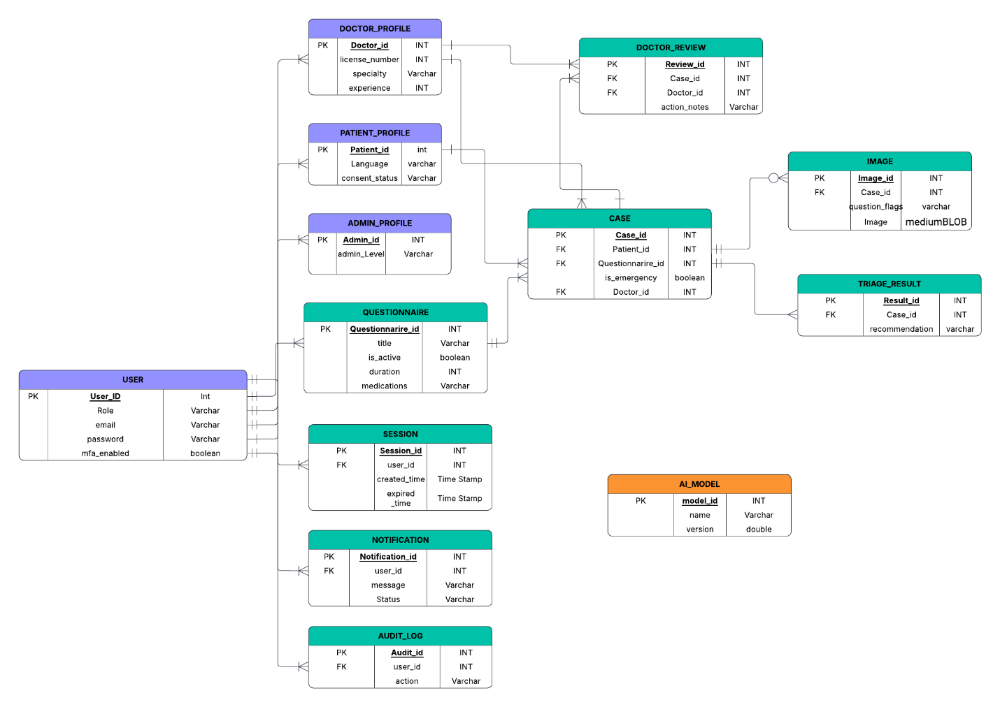 DOCTOR_PROFILE
PK Doctor_id INT
license_number INT
specialty Varchar
experience INT
DOCTOR_REVIEW
PK Review_id INT
FK Case_id INT
FK Doctor_id INT
action_notes Varchar
PATIENT_PROFILE
PK Patient_id int
Language varchar
consent_status Varchar
IMAGE
PK Image_id INT
FK Case_id INT
question_flags varchar
Image mediumBLOB
ADMIN_PROFILE
PK Admin_id INT
admin_Level Varchar
CASE
PK Case_id INT
FK Patient_id INT
FK Questionnarire_id INT
is_emergency boolean
FK Doctor_id INT
TRIAGE_RESULT
PK Result_id INT
FK Case_id INT
recommendation varchar
QUESTIONNAIRE
PK Questionnarire_id INT
title Varchar
is_active boolean
duration INT
medications Varchar
USER
PK User_ID Int
Role Varchar
email Varchar
password Varchar
mfa_enabled boolean
SESSION
PK Session_id INT
FK user_id INT
created_time Time Stamp
expired
_time Time Stamp
AI_MODEL
PK model_id INT
name Varchar
version double
NOTIFICATION
PK Notification_id INT
FK user_id INT
message Varchar
Status Varchar
AUDIT_LOG
PK Audit_id INT
FK user_id INT
action Varchar